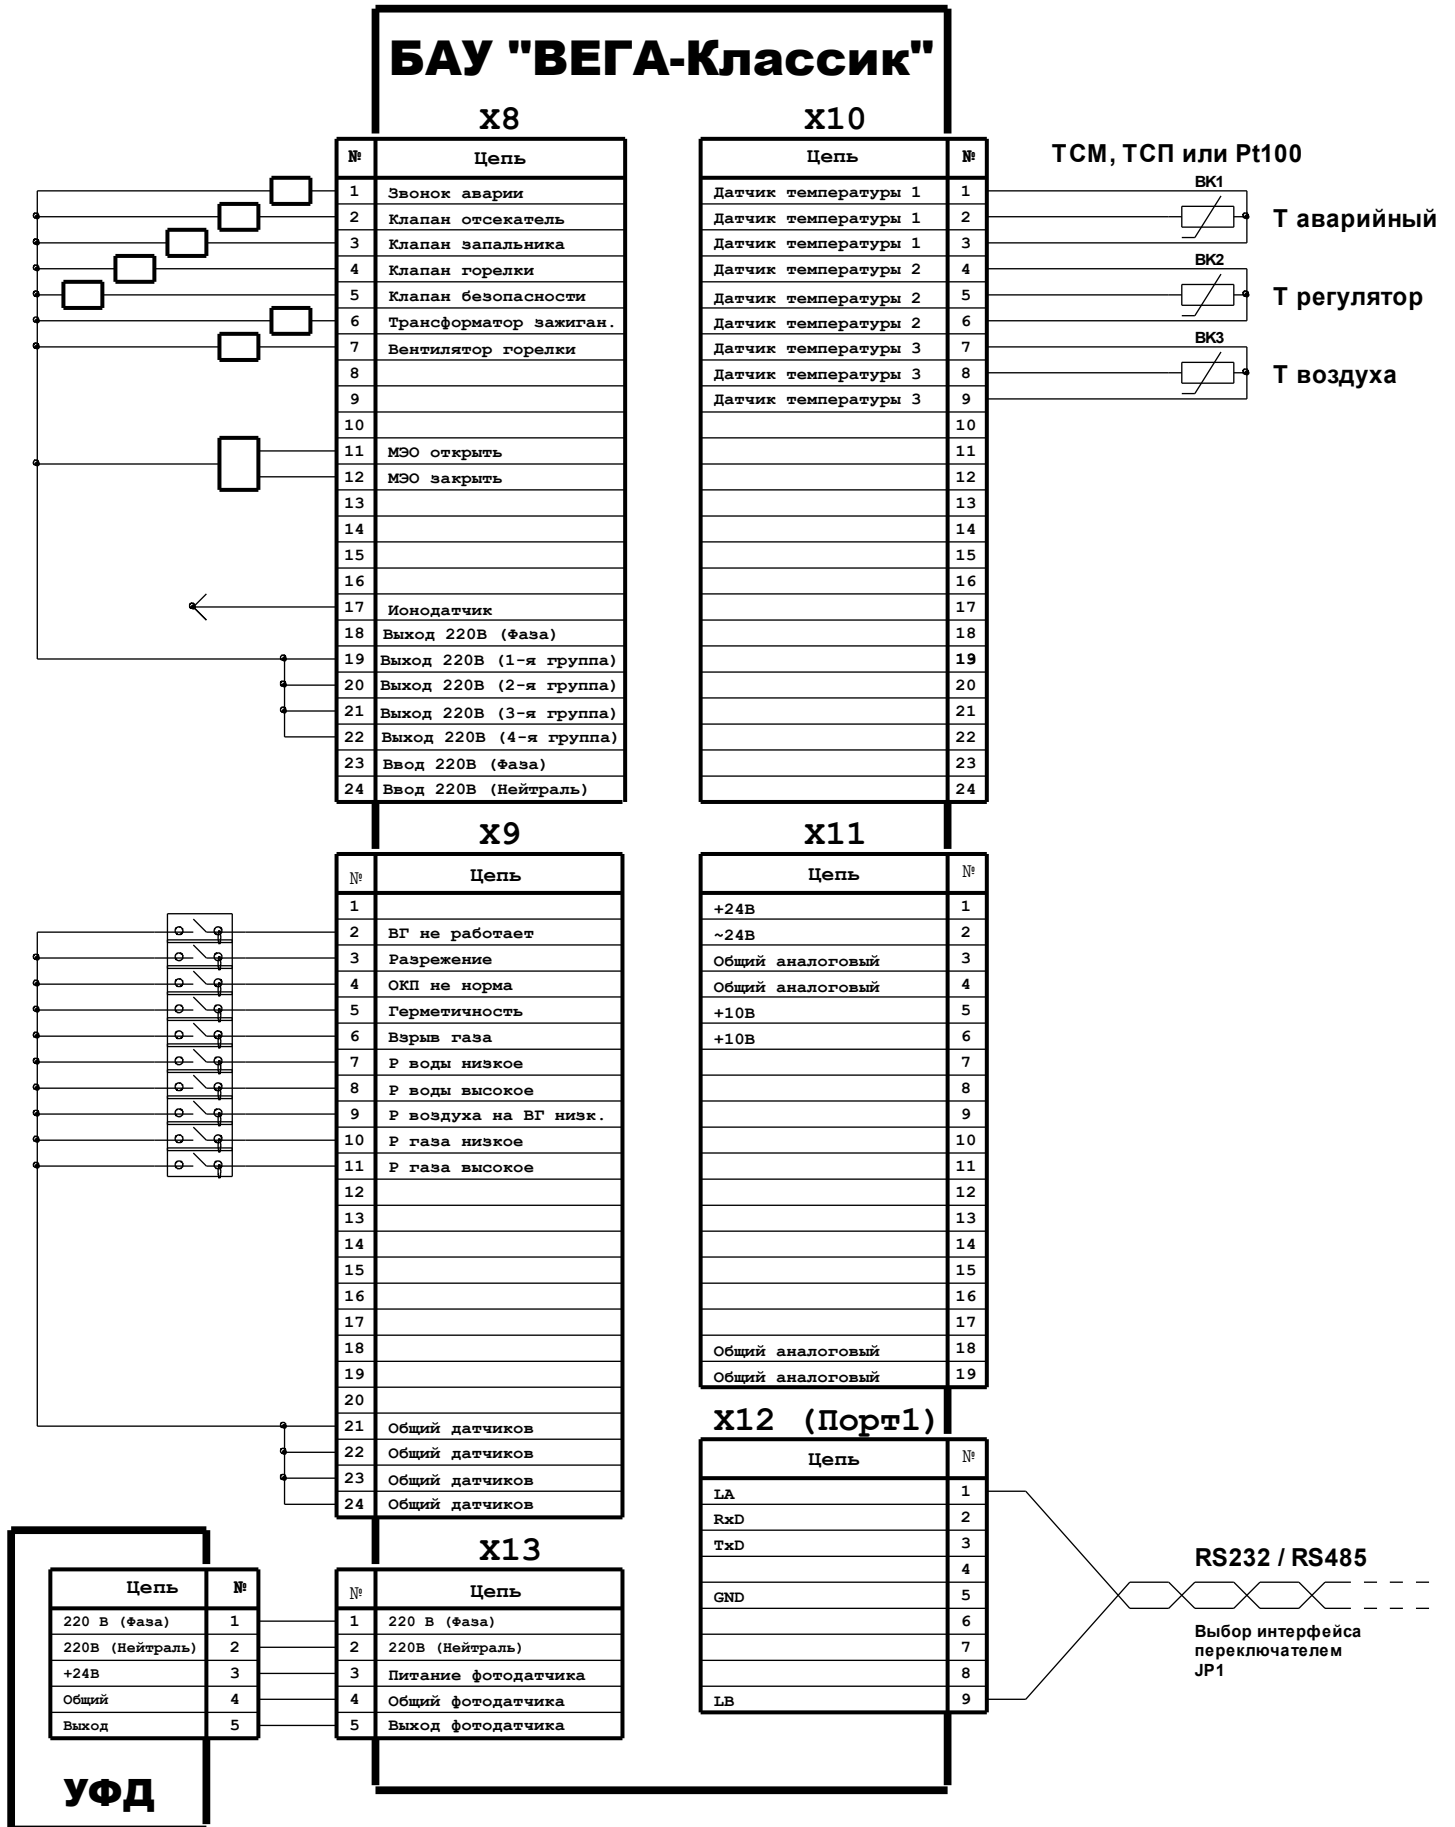 БАУ "ВЕГА-Классик"
X8
№ Цепь
1 Звонок аварии
2 Клапан отсекатель
3 Клапан запальника
4 Клапан горелки
5 Клапан безопасности
6 Трансформатор зажиган.
7 Вентилятор горелки
8
9
10
11 МЭО открыть
12 МЭО закрыть
13
14
15
16
17 Ионодатчик
18 Выход 220В (Фаза)
19 Выход 220В (1-я группа)
20 Выход 220В (2-я группа)
21 Выход 220В (3-я группа)
22 Выход 220В (4-я группа)
23 Ввод 220В (Фаза)
24 Ввод 220В (Нейтраль)
X10
Цепь №
Датчик температуры 1 1
Датчик температуры 1 2
Датчик температуры 1 3
Датчик температуры 2 4
Датчик температуры 2 5
Датчик температуры 2 6
Датчик температуры 3 7
Датчик температуры 3 8
Датчик температуры 3 9
10
11
12
13
14
15
16
17
18
19
20
21
22
23
24
ТСМ, ТСП или Pt100
BK1
Т аварийный
BK2
Т регулятор
BK3
Т воздуха
X9
№ Цепь
1
2 ВГ не работает
3 Разрежение
4 ОКП не норма
5 Герметичность
6 Взрыв газа
7 Р воды низкое
8 Р воды высокое
9 Р воздуха на ВГ низк.
10 Р газа низкое
11 Р газа высокое
12
13
14
15
16
17
18
19
20
21 Общий датчиков
22 Общий датчиков
23 Общий датчиков
24 Общий датчиков
X11
Цепь №
+24В 1
~24В 2
Общий аналоговый 3
Общий аналоговый 4
+10В 5
+10В 6
7
8
9
10
11
12
13
14
15
16
17
Общий аналоговый 18
Общий аналоговый 19
X12 (Порт1)
Цепь №
LA 1
RxD 2
TxD 3
4
GND 5
6
7
8
LB 9
RS232 / RS485
Выбор интерфейса
переключателем
JP1
Цепь №
220 В (Фаза) 1
220В (Нейтраль) 2
+24В 3
Общий 4
Выход 5
УФД
X13
№ Цепь
1 220 В (Фаза)
2 220В (Нейтраль)
3 Питание фотодатчика
4 Общий фотодатчика
5 Выход фотодатчика